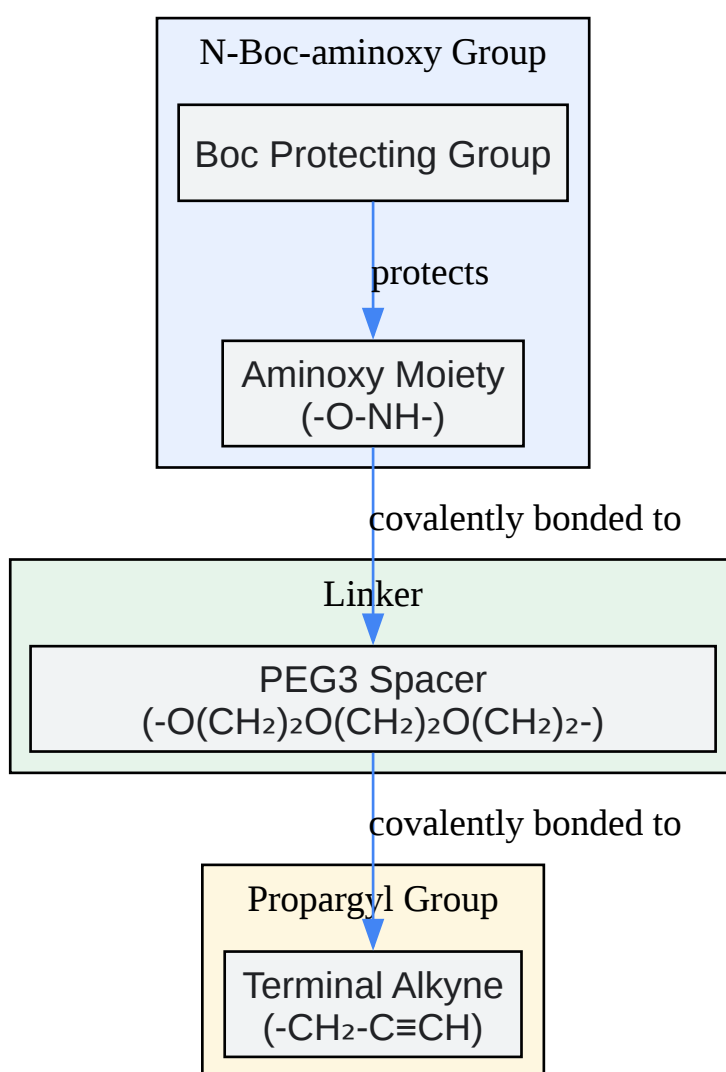 N-Boc-aminoxy Group
Boc Protecting Group
protects
Aminoxy Moiety
(-O-NH-)
covalently bonded to
Linker
PEG3 Spacer
(-O(CH₂)₂O(CH₂)₂O(CH₂)₂-)
covalently bonded to
Propargyl Group
Terminal Alkyne
(-CH₂-C≡CH)